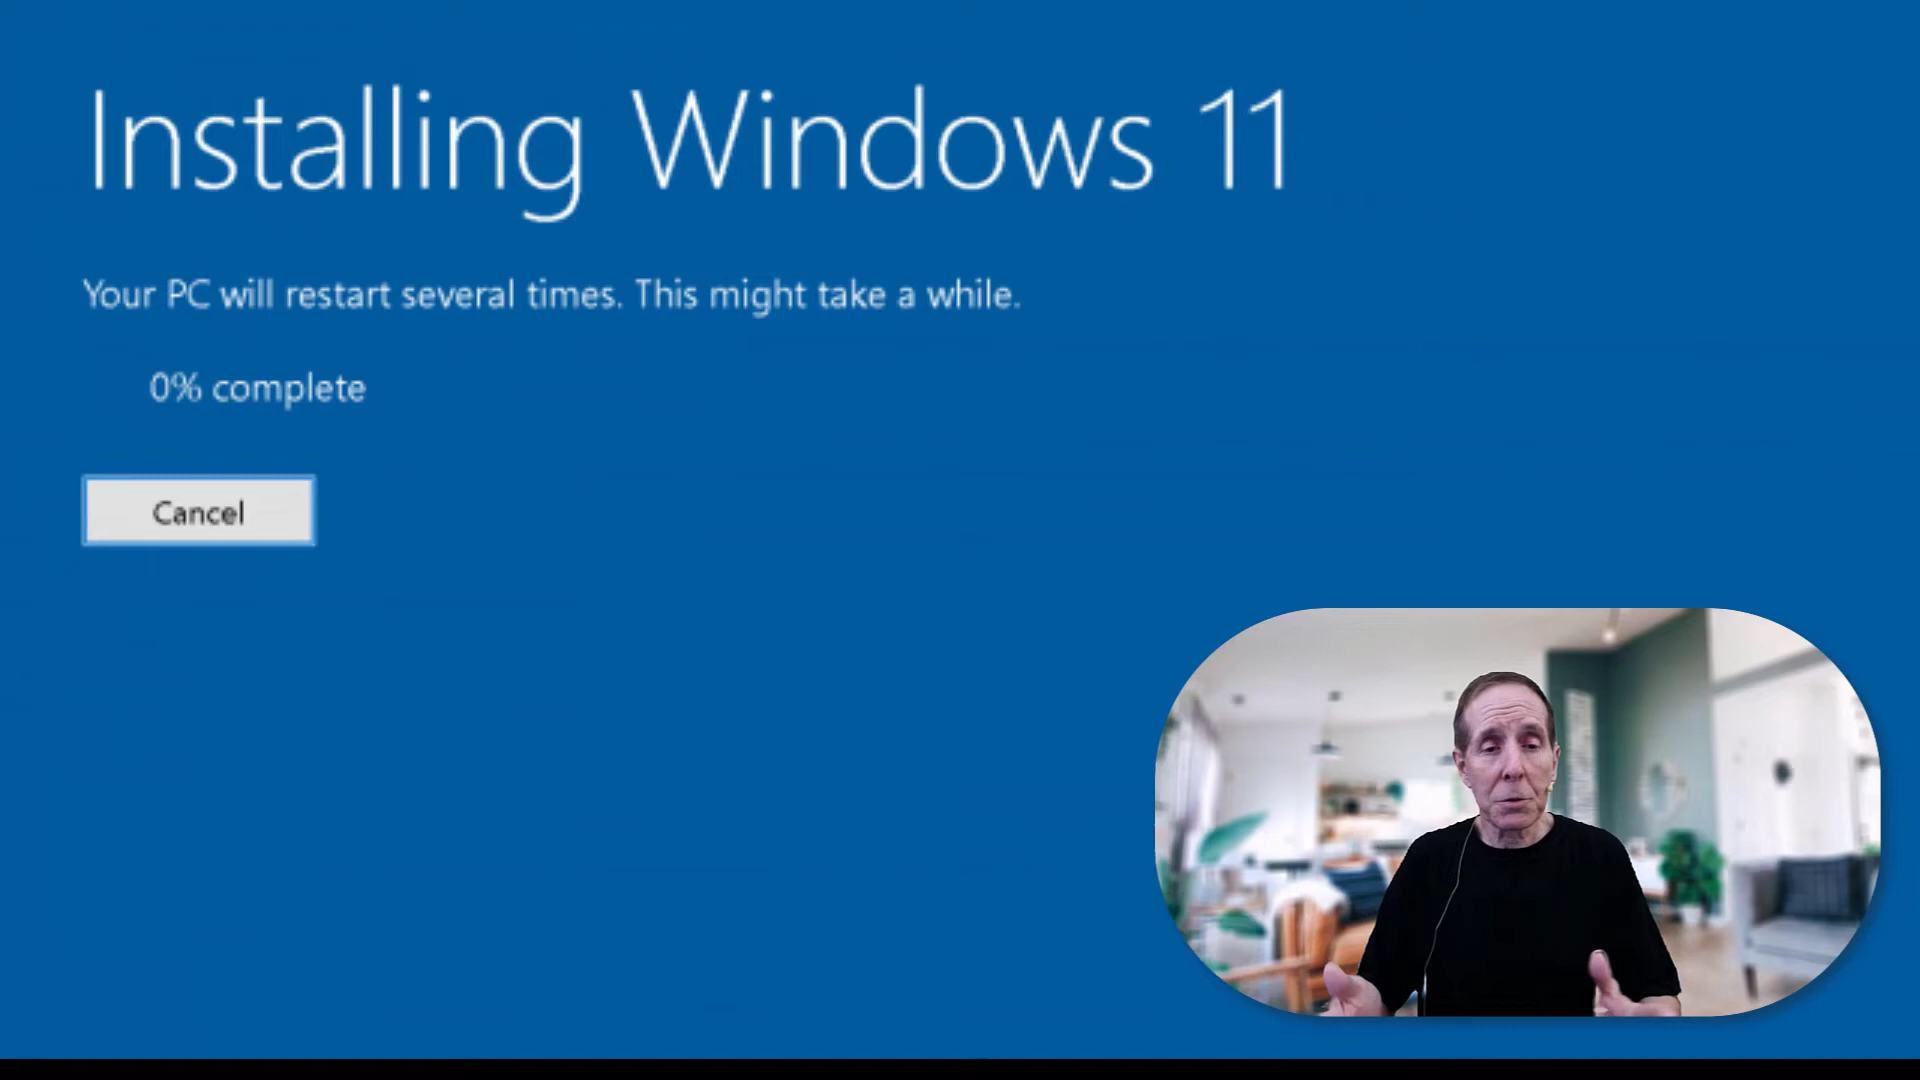 Installing Windows 11
Your PC will restart several times. This might take a while.
0% complete
Cancel